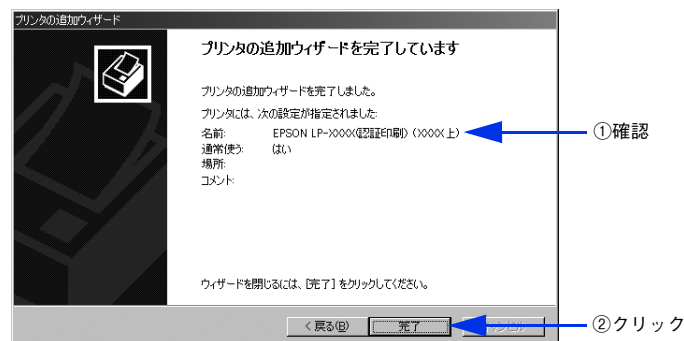 プリンタの追加ウィザード
プリンタの追加ウィザードを完了しています
プリンタの追加ウィザードを完了しました。
プリンタには、次の設定が指定されました:
名前: EPSON LP-XXXX(認証印刷) (XXXX 上)
①確認
通常使う: はい
場所:
コメント:
ウィザードを閉じるには、[完了] をクリックしてください。
< 戻る(B)
完了
②クリック